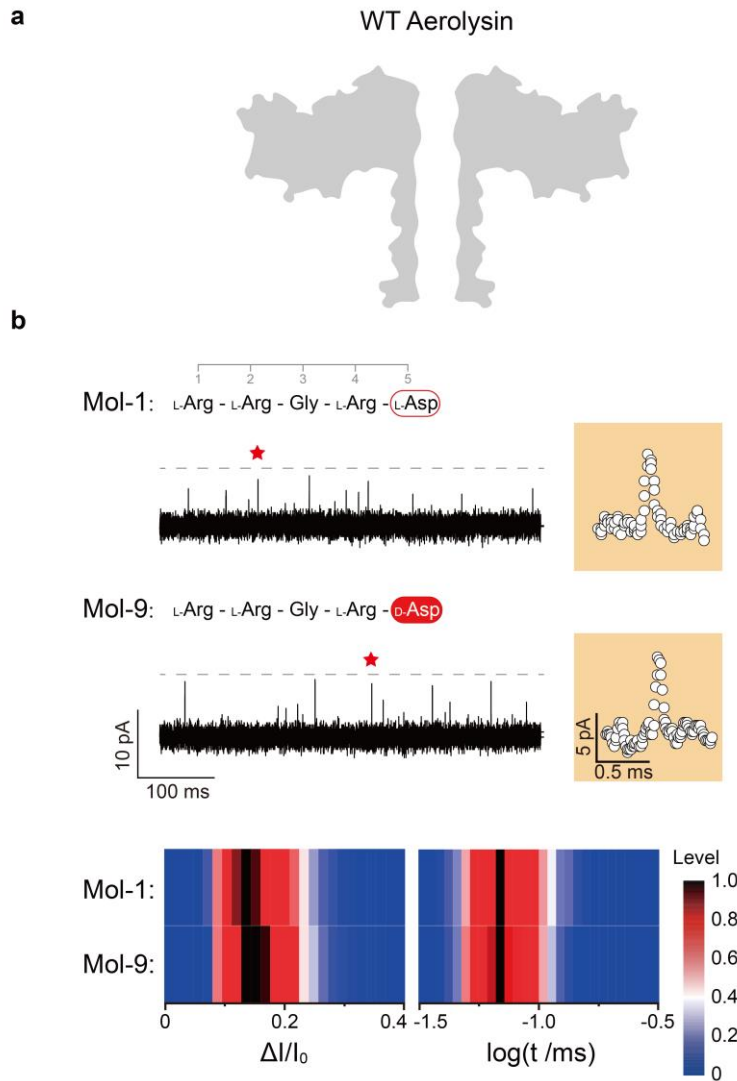 a
WT Aerolysin
b
1 2 3 4 5
Mol-1: L-Arg - L-Arg - Gly - L-Arg - L-Asp
Mol-9: L-Arg - L-Arg - Gly - L-Arg - D-Asp
10 pA
100 ms
5 pA
0.5 ms
Mol-1:
Mol-9:
Level
1.0
0.8
0.6
0.4
0.2
0
0 0.2 0.4
-1.5 -1.0 -0.5
ΔI/I₀
log(t /ms)